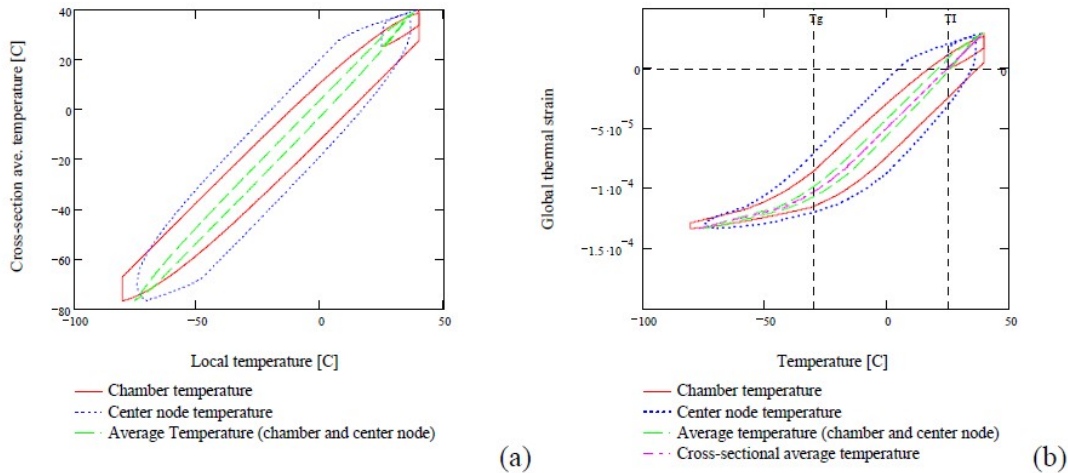 Cross-section ave. temperature [C]
40
20
0
−20
−40
−60
−80
−100
−50
0
50
Local temperature [C]
Chamber temperature
Center node temperature
Average Temperature (chamber and center node)
(a)
Global thermal strain
Tg
TI
0
0
−5·10⁻⁵
−1·10⁻⁴
−1.5·10⁻⁴
−100
−50
0
50
Temperature [C]
Chamber temperature
Center node temperature
Average temperature (chamber and center node)
Cross-sectional average temperature
(b)